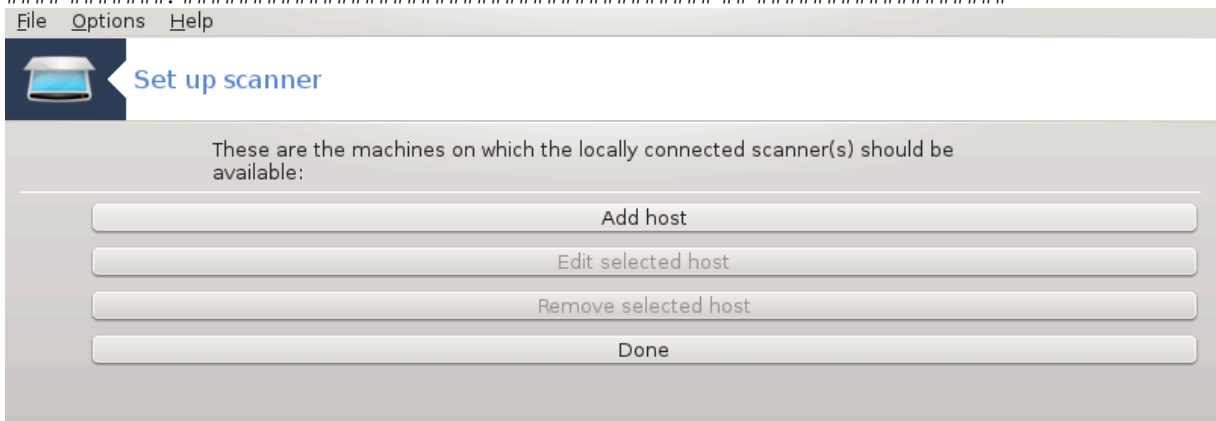 File Options Help
Set up scanner
These are the machines on which the locally connected scanner(s) should be
available:
Add host
Edit selected host
Remove selected host
Done